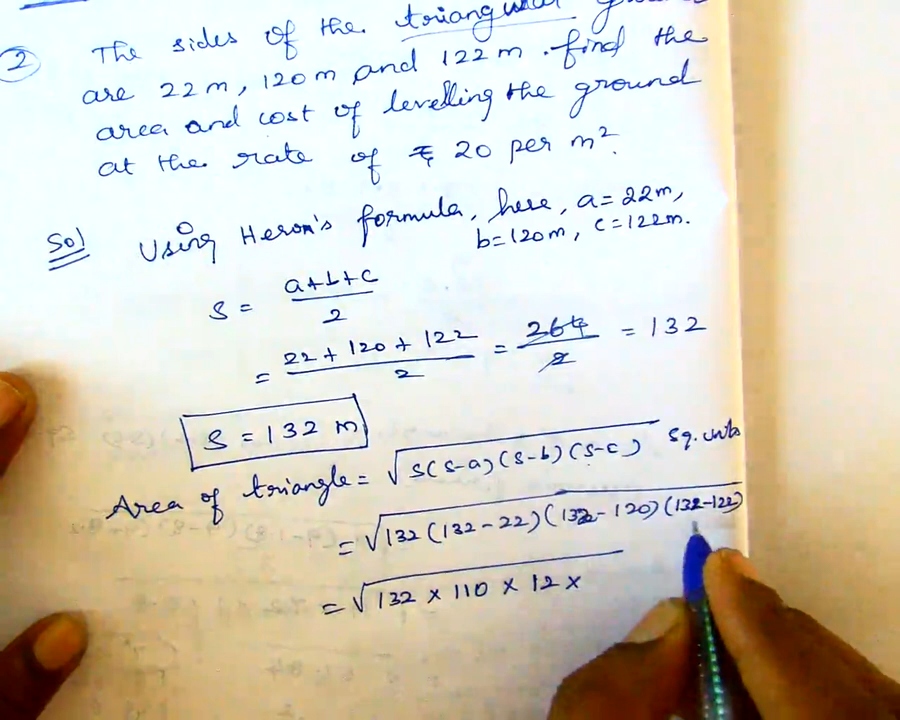 2 The sides of the triangular
are 22 m, 120 m and 122 m. find the
area and cost of levelling the ground
at the rate of ₹ 20 per m².
Sol Using Heron's formula, here, a = 22m,
b = 120m, c = 122m.
S = a+b+c / 2
= 22 + 120 + 122 / 2 = 264 / 2 = 132
S = 132 m
Area of triangle = √s(s-a)(s-b)(s-c) Sq. units
= √132 (132 - 22) (132 - 120) (132 - 122)
= √132 × 110 × 12 ×